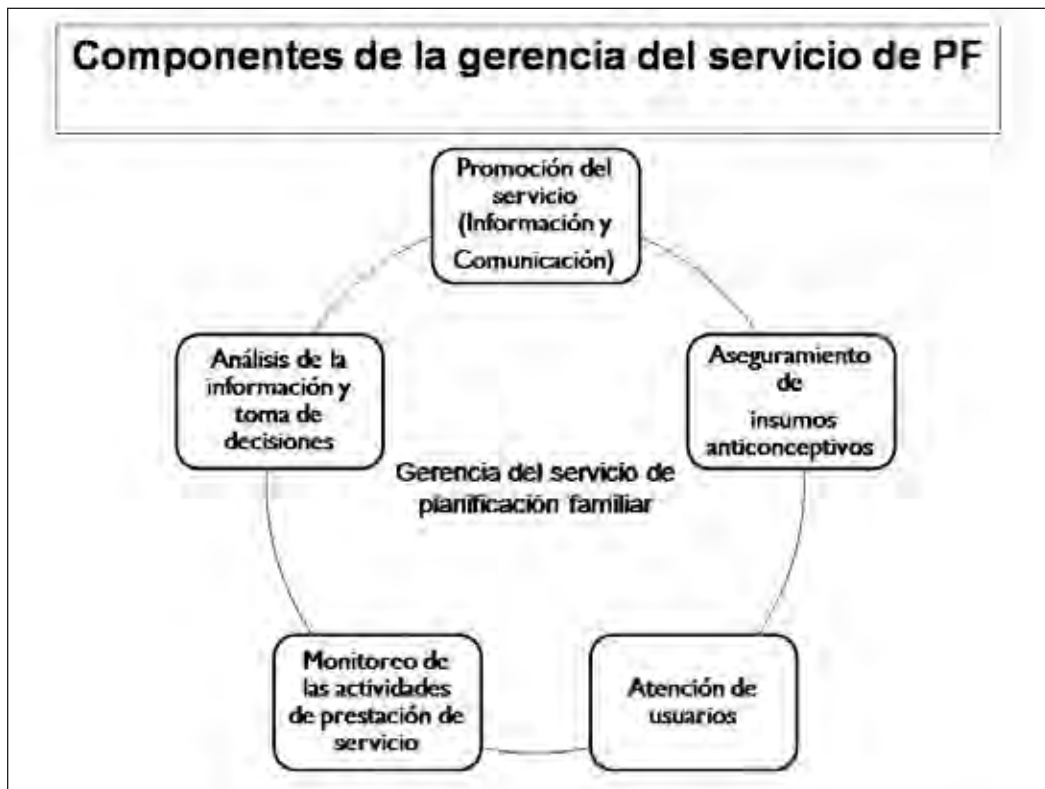 Componentes de la gerencia del servicio de PF
Promoción del
servicio
(Información y
Comunicación)
Aseguramiento
de
insumos
anticonceptivos
Atención de
usuarios
Monitoreo de
las actividades
de prestación de
servicio
Análisis de la
información y
toma de
decisiones
Gerencia del servicio de
planificación familiar